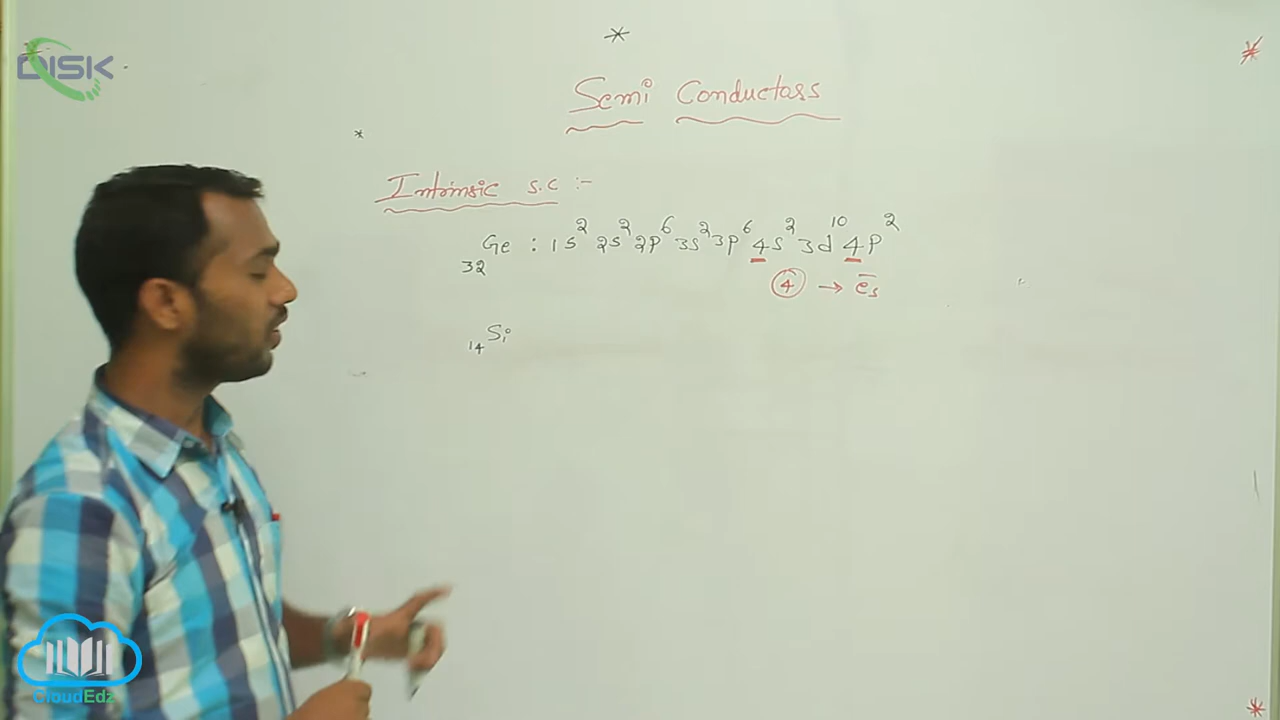 DISK
Semi Conductors
Intrinsic S.C :-
₃₂Ge : 1s² 2s² 2p⁶ 3s² 3p⁶ 4s² 3d¹⁰ 4p²
4 → e̅s
₁₄Si
CloudEdz